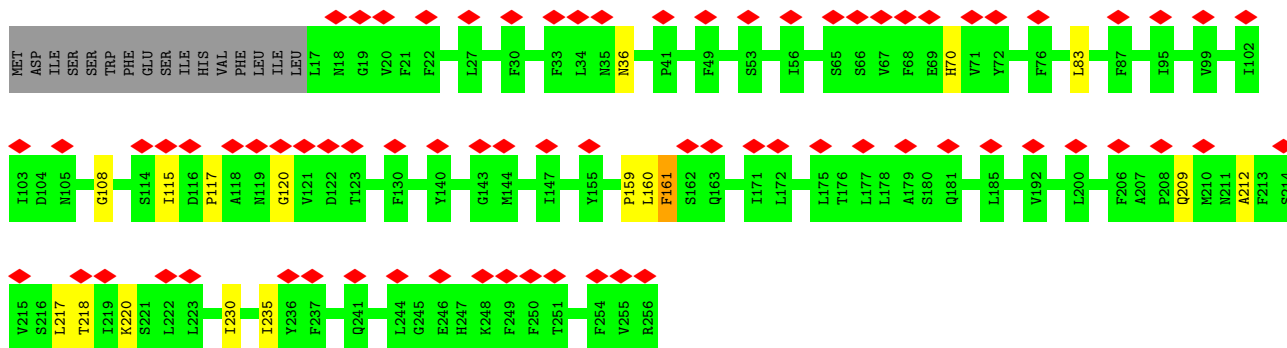 MET ASP ILE SER SER TRP PHE GLU SER ILE HIS VAL PHE LEU ILE LEU L17 N18 G19 V20 F21 F22 L27 F30 F33 L34 N35 N36 P41 F49 S53 I56 S65 S66 V67 F68 E69 H70 V71 Y72 F76 L83 F87 I95 V99 I102
I103 D104 N105 G108 S114 I115 D116 P117 A118 N119 G120 V121 D122 T123 F130 Y140 G143 M144 I147 Y155 P159 L160 F161 S162 Q163 I171 L172 L175 T176 L177 L178 A179 S180 Q181 L185 V192 L200 F206 A207 P208 Q209 M210 N211 A212 F213 S214
V215 S216 L217 T218 I219 K220 S221 L222 L223 I230 I235 Y236 F237 Q241 L244 G245 E246 H247 K248 F249 F250 T251 F254 V255 R256